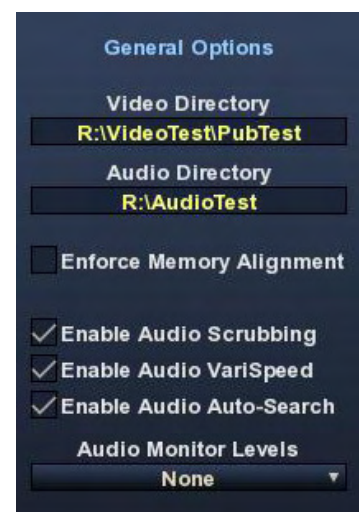 General Options
Video Directory
R:\VideoTest\PubTest
Audio Directory
R:\AudioTest
Enforce Memory Alignment
Enable Audio Scrubbing
Enable Audio VariSpeed
Enable Audio Auto-Search
Audio Monitor Levels
None